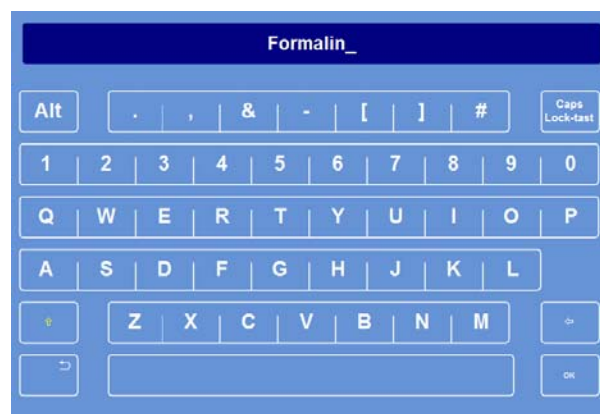 Formalin_
Alt . , & - [ ] # Caps Lock-tast
1 2 3 4 5 6 7 8 9 0
Q W E R T Y U I O P
A S D F G H J K L
Z X C V B N M
OK